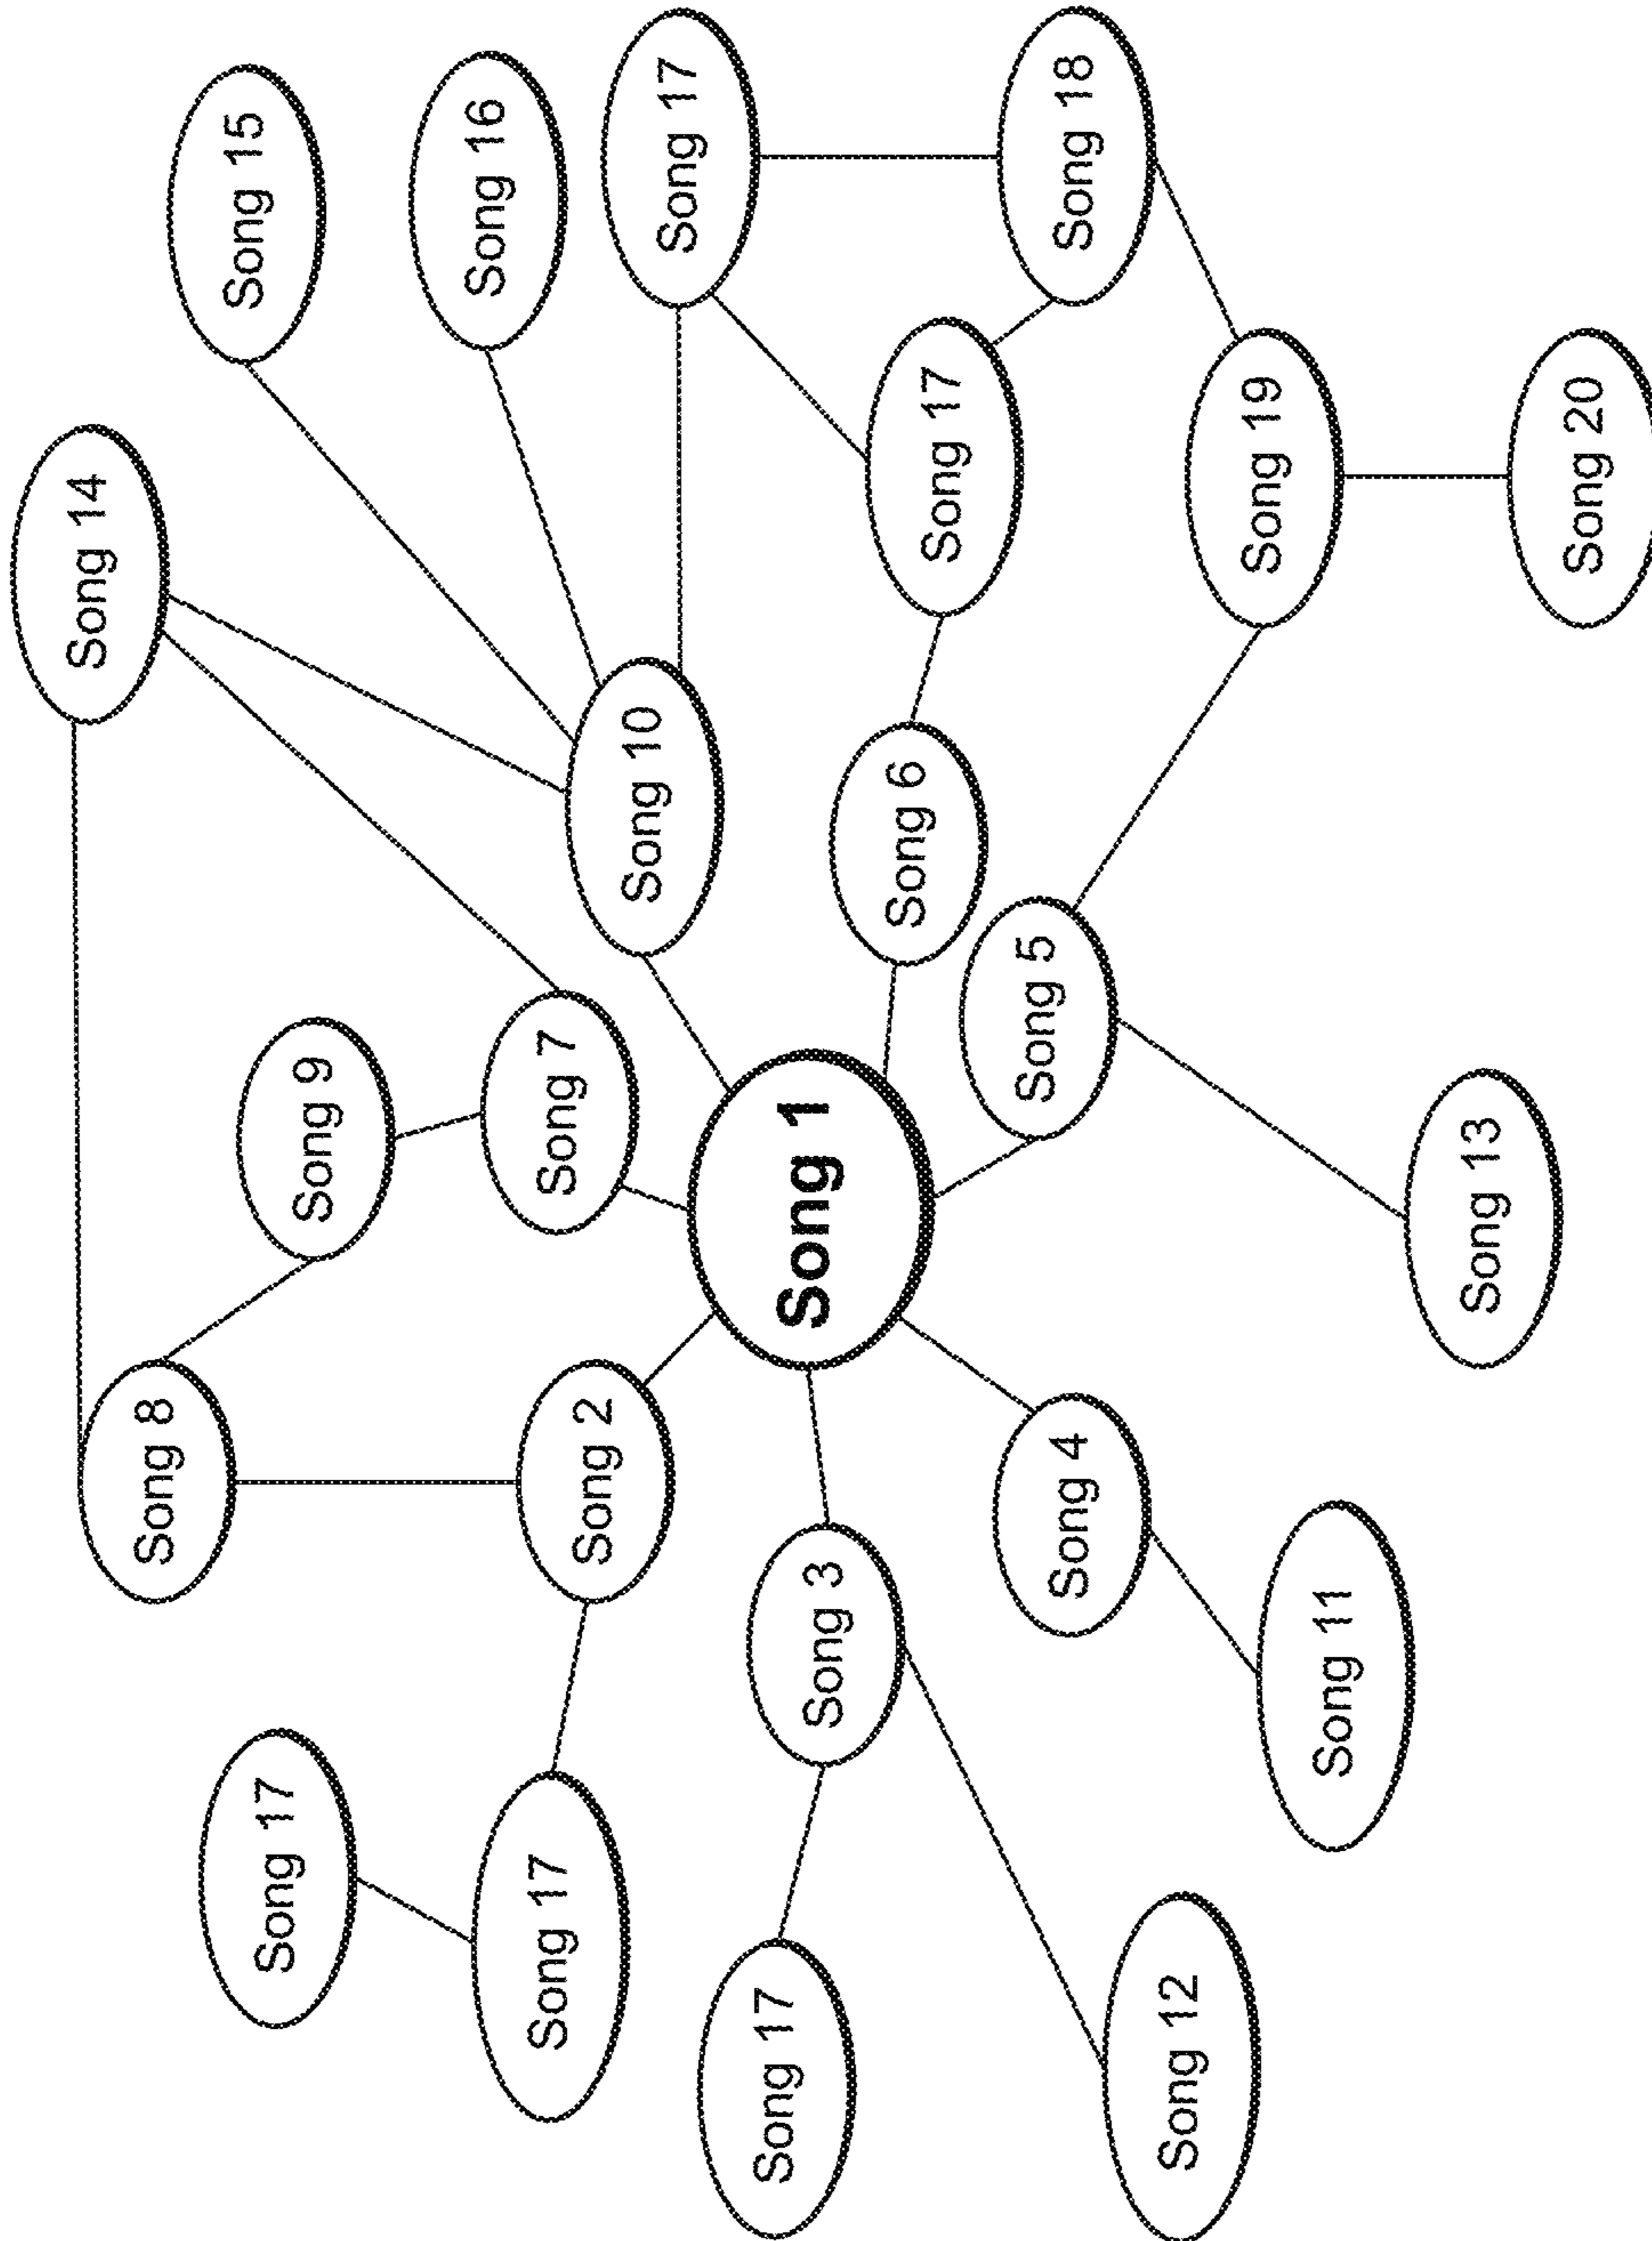 Song 8
Song 14
Song 17
Song 9
Song 15
Song 17
Song 2
Song 7
Song 16
Song 10
Song 17
Song 17
Song 3
Song 1
Song 6
Song 17
Song 4
Song 5
Song 18
Song 12
Song 11
Song 19
Song 13
Song 20